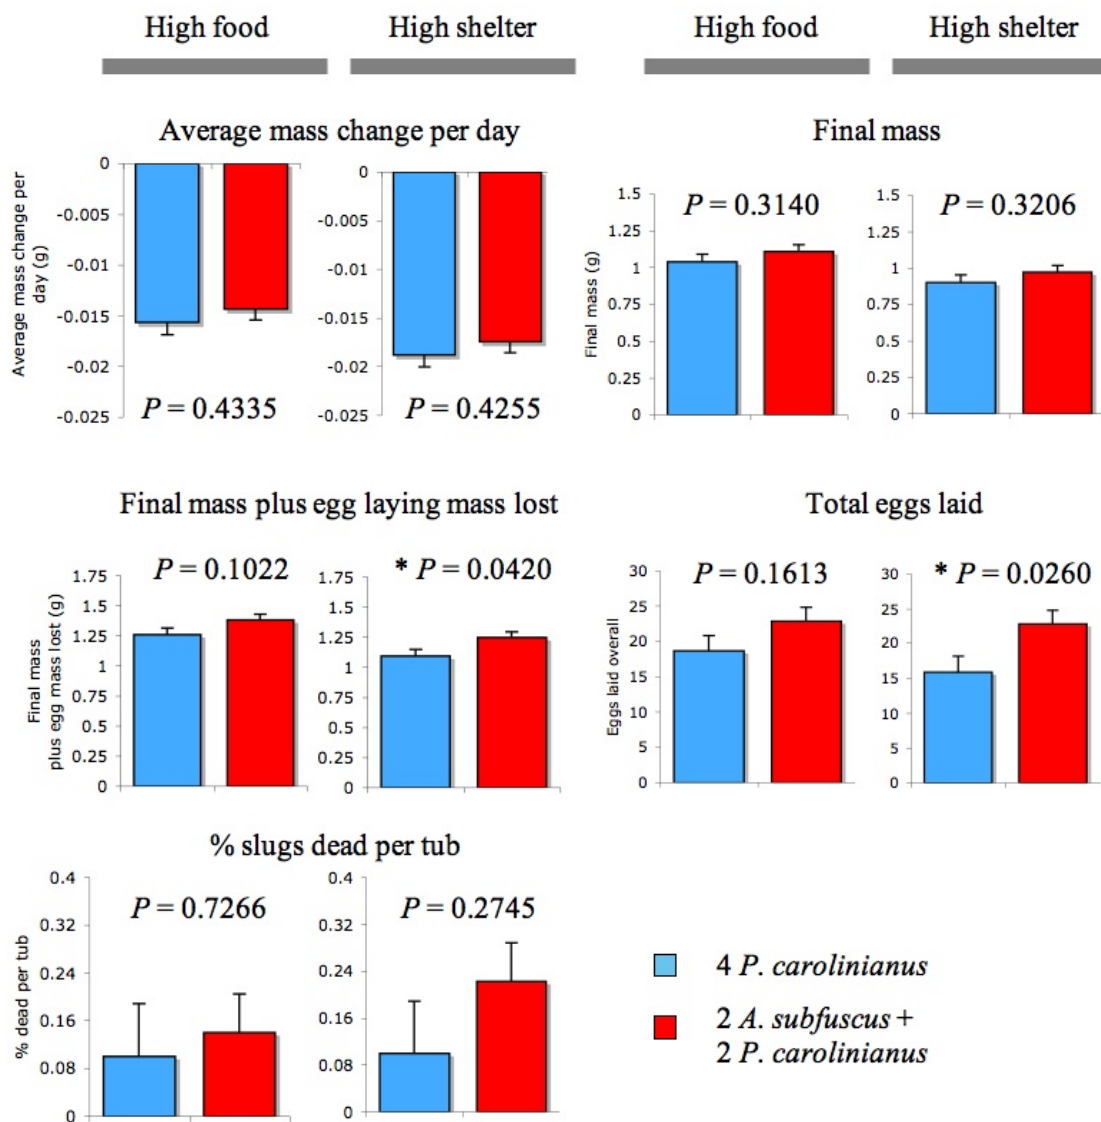 High food
High shelter
High food
High shelter
Average mass change per day
Average mass change per
day (g)
0
-0.005
-0.01
-0.015
-0.02
-0.025
P = 0.4335
0
-0.005
-0.01
-0.015
-0.02
-0.025
P = 0.4255
Final mass
Final mass (g)
1.5
1.25
1
0.75
0.5
0.25
0
P = 0.3140
1.5
1.25
1
0.75
0.5
0.25
0
P = 0.3206
Final mass plus egg laying mass lost
Final mass
plus egg mass lost (g)
1.75
1.5
1.25
1
0.75
0.5
0.25
0
P = 0.1022
1.75
1.5
1.25
1
0.75
0.5
0.25
0
* P = 0.0420
Total eggs laid
Eggs laid overall
30
25
20
15
10
5
0
P = 0.1613
30
25
20
15
10
5
0
* P = 0.0260
% slugs dead per tub
% dead per tub
0.4
0.32
0.24
0.16
0.08
0
P = 0.7266
0.4
0.32
0.24
0.16
0.08
0
P = 0.2745
4 P. carolinianus
2 A. subfuscus +
2 P. carolinianus